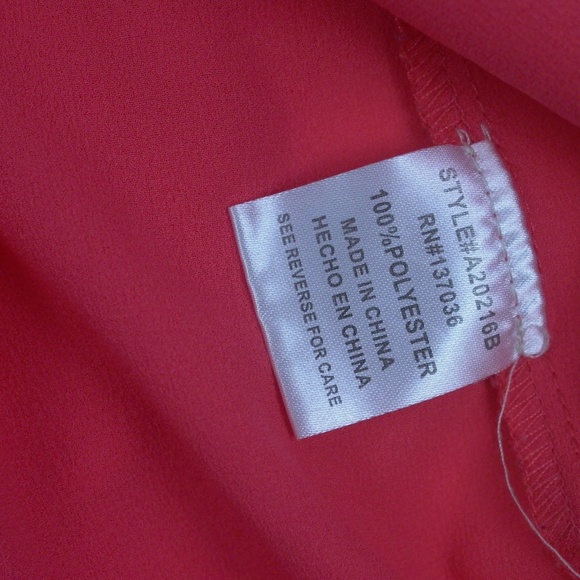 STYLE#A20216B
RN#137036
100%POLYESTER
MADE IN CHINA
HECHO EN CHINA
SEE REVERSE FOR CARE